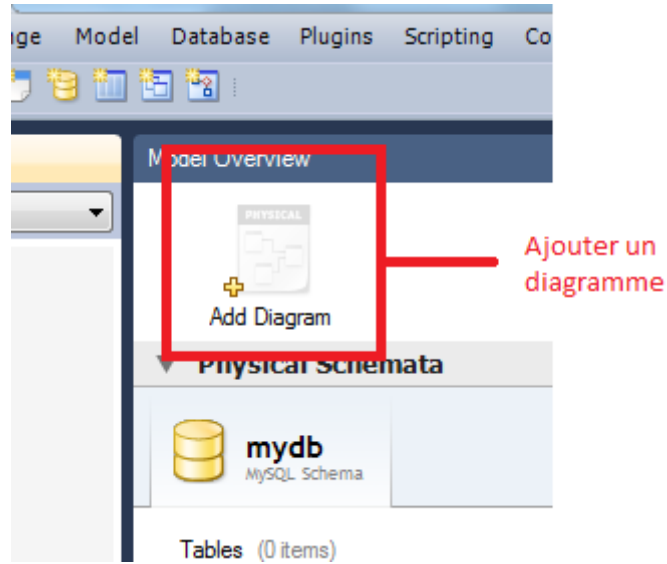 Model Database Plugins Scripting Co
Model Overview
PHYSICAL
Add Diagram
Ajouter un
diagramme
Physical Schemata
mydb
MySQL Schema
Tables (0 items)